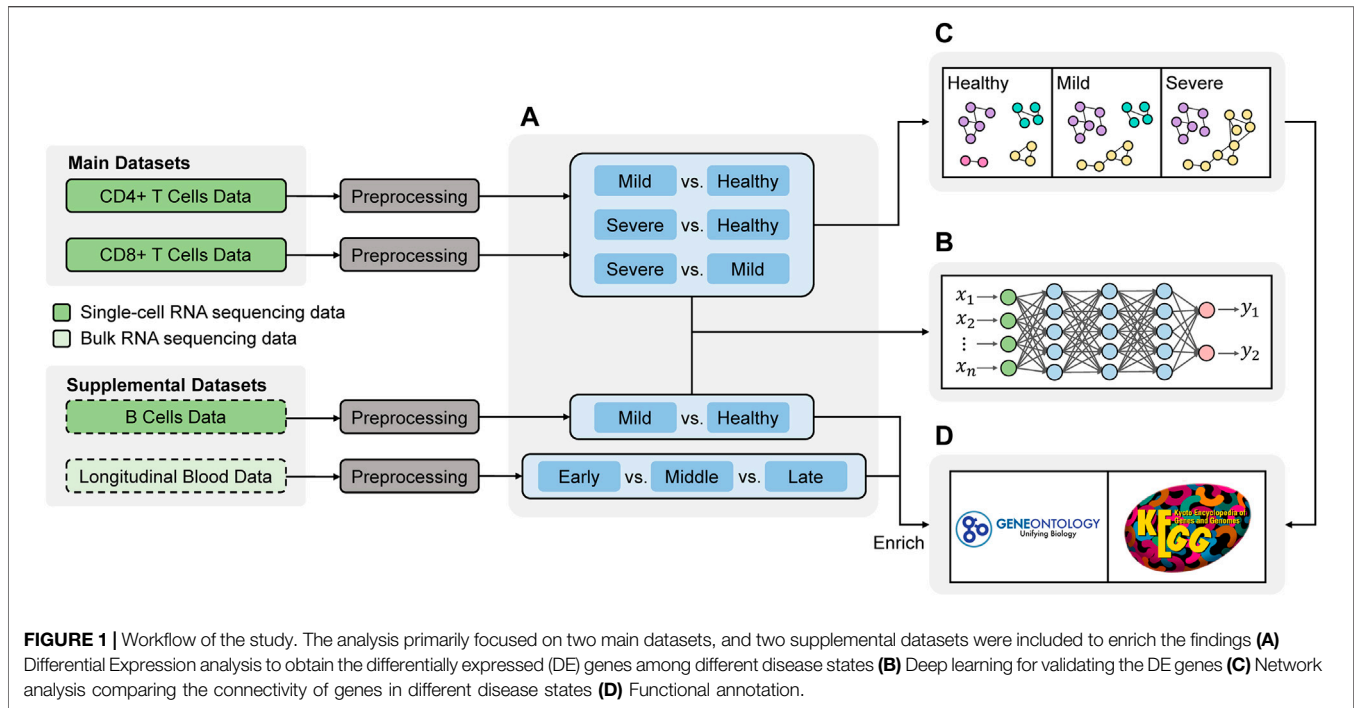 A
C
Healthy
Mild
Severe
Main Datasets
CD4+ T Cells Data
Preprocessing
Mild vs. Healthy
CD8+ T Cells Data
Preprocessing
Severe vs. Healthy
Severe vs. Mild
Single-cell RNA sequencing data
Bulk RNA sequencing data
B
x₁
x₂
⋮
xₙ
y₁
y₂
Supplemental Datasets
B Cells Data
Preprocessing
Mild vs. Healthy
Longitudinal Blood Data
Preprocessing
Early vs. Middle vs. Late
Enrich
D
GENEONTOLOGY
Unifying Biology
KEGG
Kyoto Encyclopedia of
Genes and Genomes
FIGURE 1 | Workflow of the study. The analysis primarily focused on two main datasets, and two supplemental datasets were included to enrich the findings (A)
Differential Expression analysis to obtain the differentially expressed (DE) genes among different disease states (B) Deep learning for validating the DE genes (C) Network
analysis comparing the connectivity of genes in different disease states (D) Functional annotation.